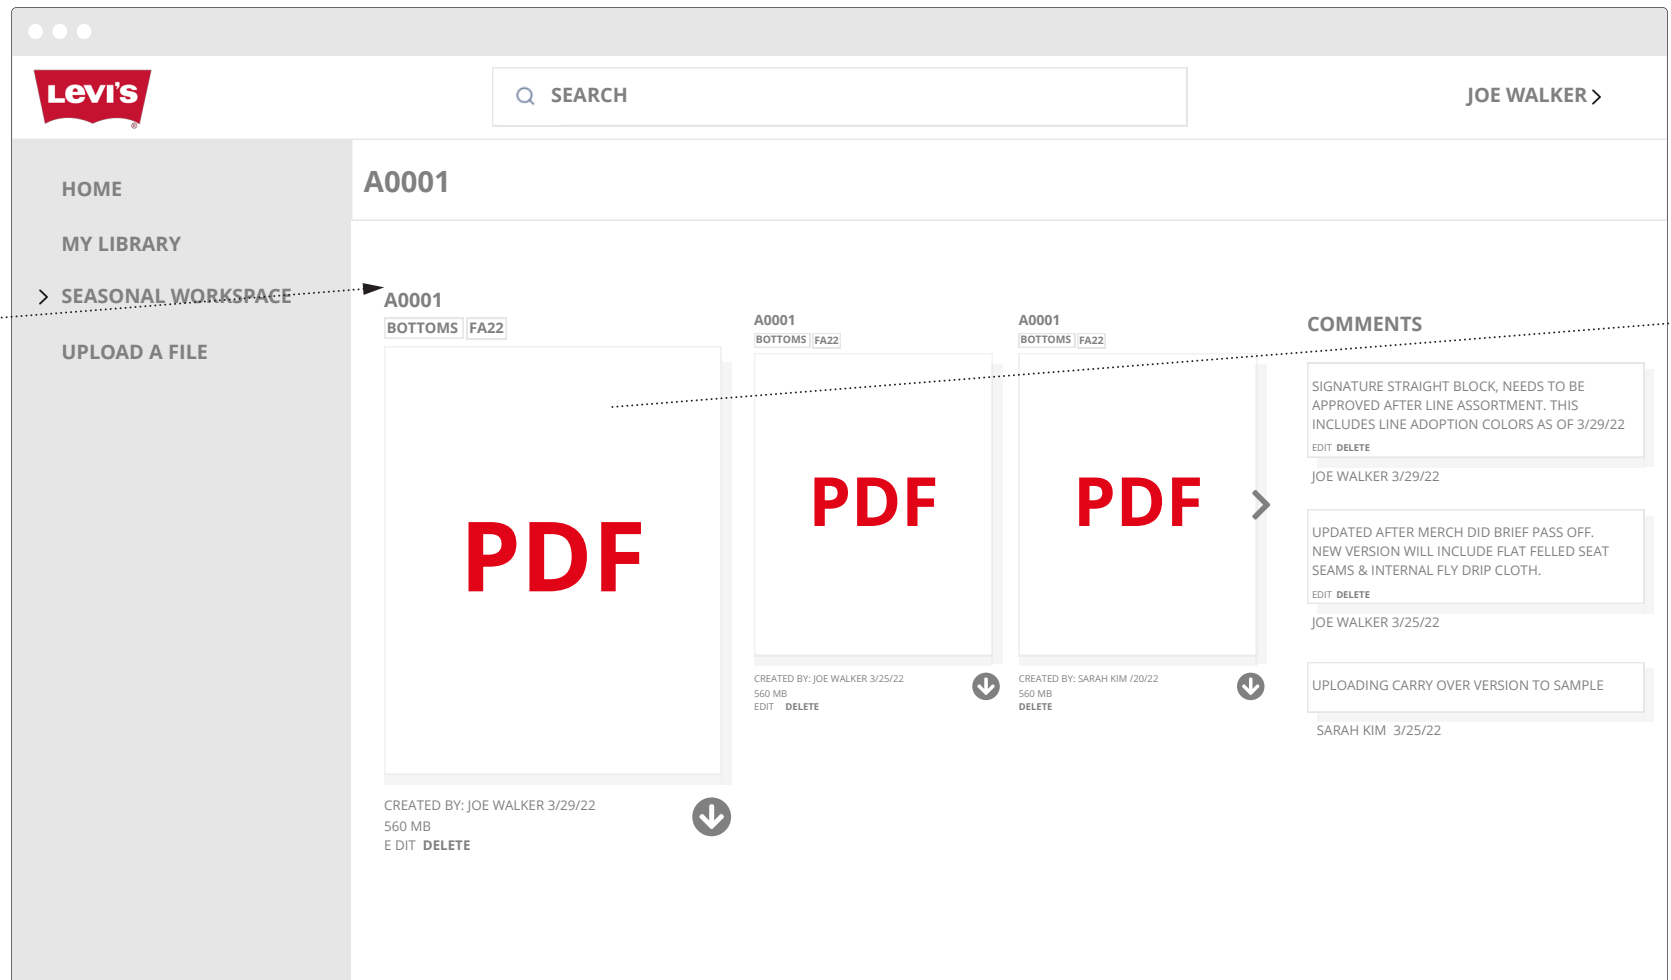 LEVI'S
®
SEARCH
JOE WALKER
HOME
MY LIBRARY
SEASONAL WORKSPACE
UPLOAD A FILE
A0001
A0001
BOTTOMS FA22
PDF
CREATED BY: JOE WALKER 3/29/22
560 MB
E DIT DELETE
A0001
BOTTOMS FA22
PDF
CREATED BY: JOE WALKER 3/25/22
560 MB
EDIT DELETE
A0001
BOTTOMS FA22
PDF
CREATED BY: SARAH KIM /20/22
560 MB
DELETE
COMMENTS
SIGNATURE STRAIGHT BLOCK, NEEDS TO BE
APPROVED AFTER LINE ASSORTMENT. THIS
INCLUDES LINE ADOPTION COLORS AS OF 3/29/22
EDIT DELETE
JOE WALKER 3/29/22
UPDATED AFTER MERCH DID BRIEF PASS OFF.
NEW VERSION WILL INCLUDE FLAT FELLED SEAT
SEAMS & INTERNAL FLY DRIP CLOTH.
EDIT DELETE
JOE WALKER 3/25/22
UPLOADING CARRY OVER VERSION TO SAMPLE
SARAH KIM 3/25/22